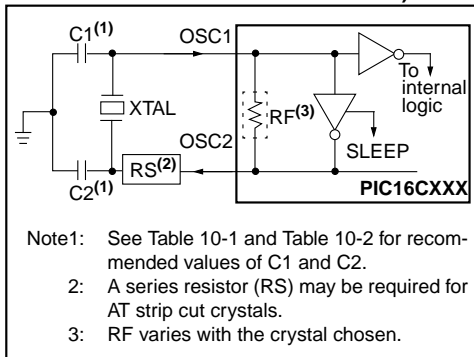 C1(1)
OSC1
To
internal
logic
XTAL
RF(3)
OSC2
SLEEP
C2(1)
RS(2)
PIC16CXXX
Note1: See Table 10-1 and Table 10-2 for recom-
mended values of C1 and C2.
2: A series resistor (RS) may be required for
AT strip cut crystals.
3: RF varies with the crystal chosen.